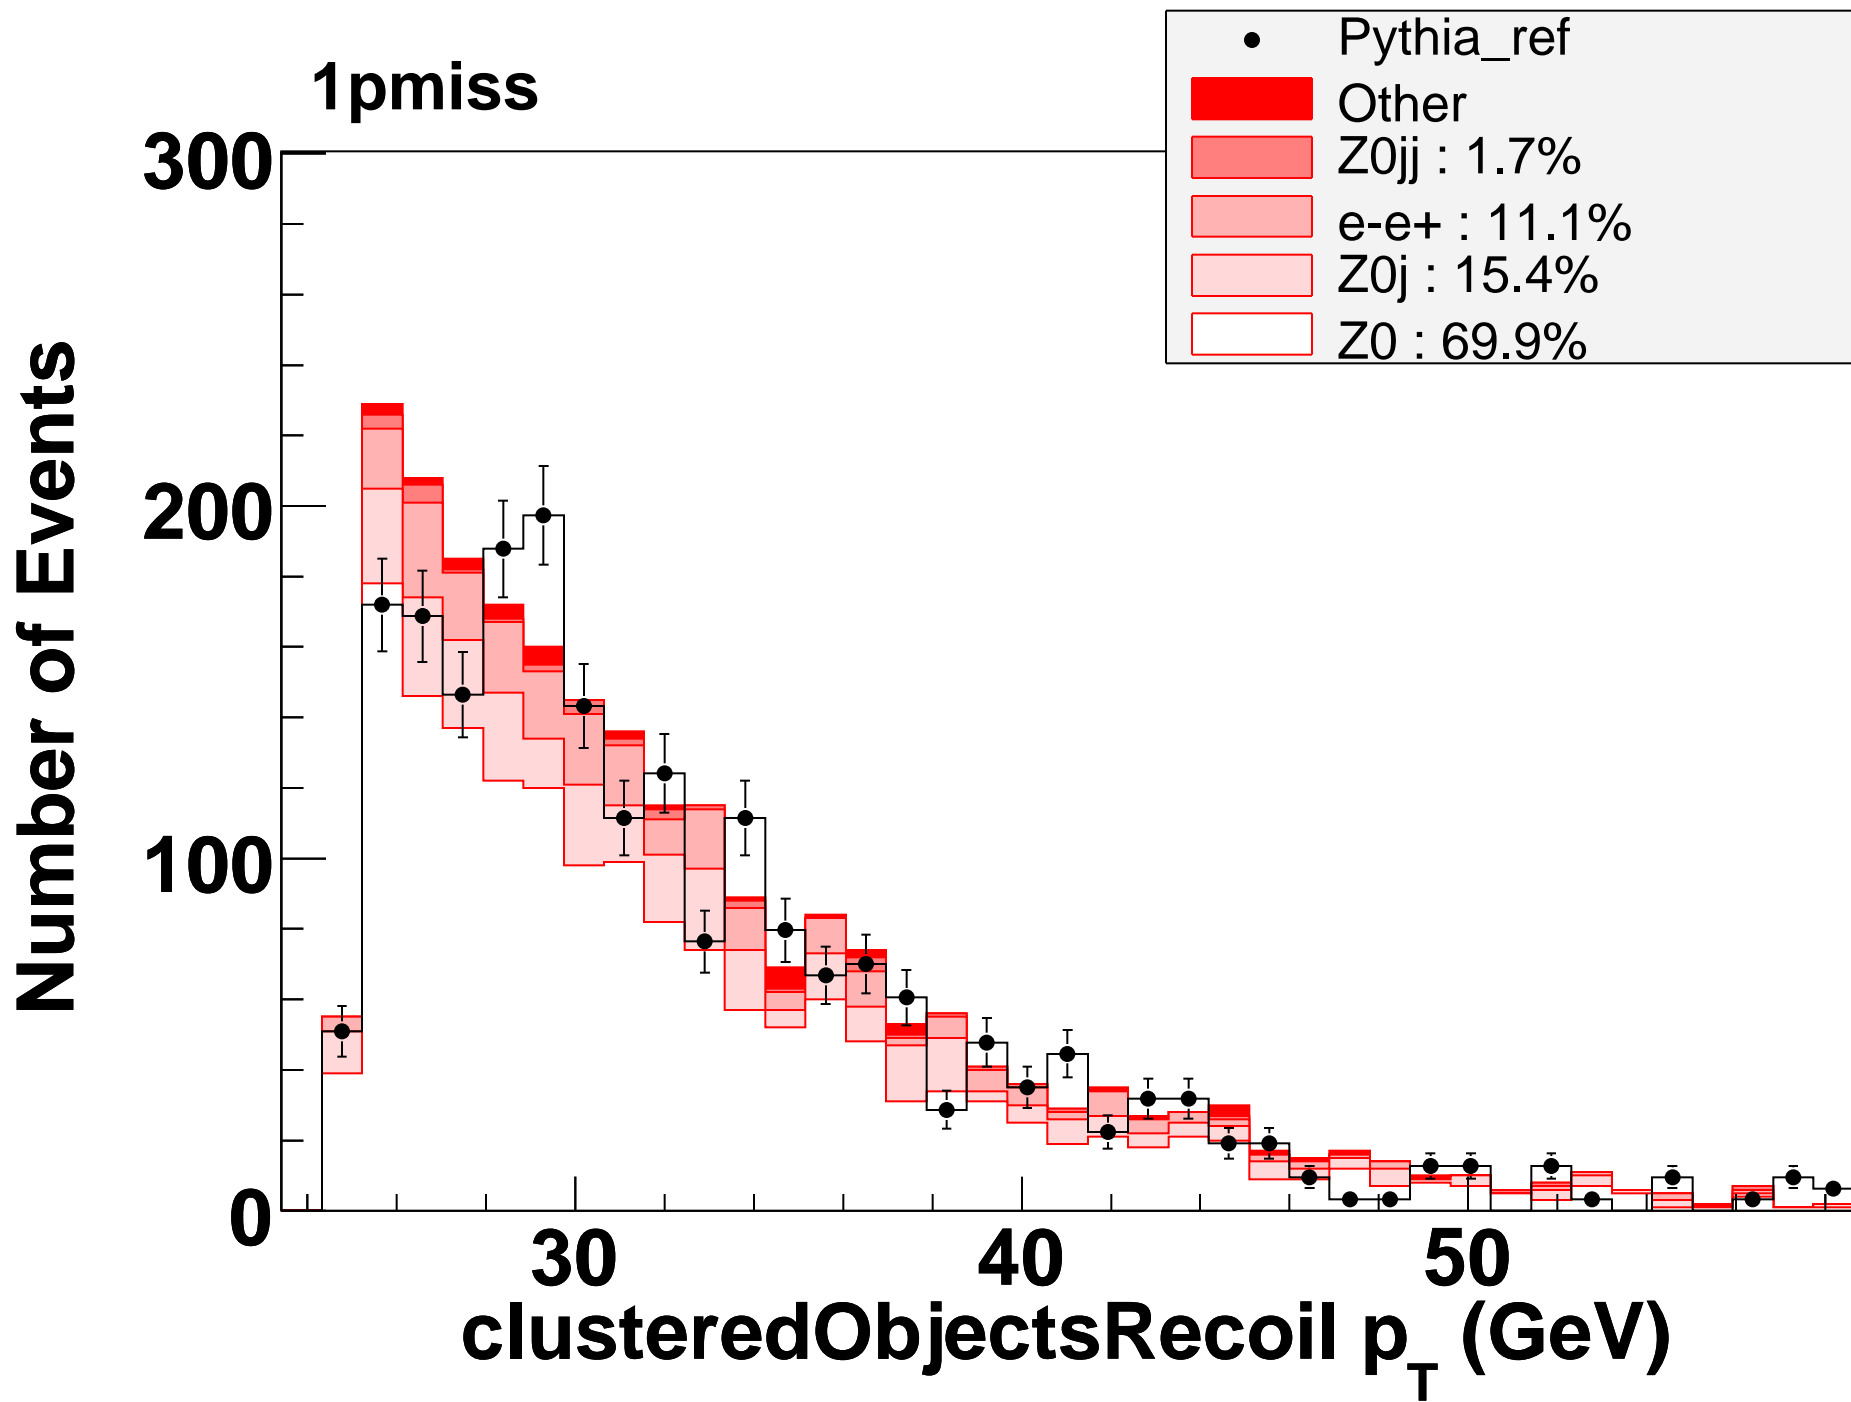 1pmiss
Pythia_ref
Other
Z0jj : 1.7%
e-e+ : 11.1%
Z0j : 15.4%
Z0 : 69.9%
Number of Events
300
200
100
0
30 40 50
clusteredObjectsRecoil p_T (GeV)